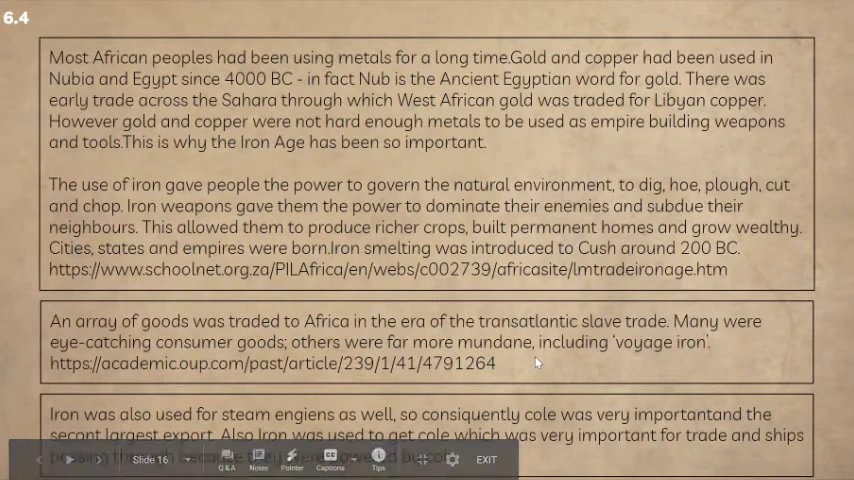 6.4
Most African peoples had been using metals for a long time.Gold and copper had been used in
Nubia and Egypt since 4000 BC - in fact Nub is the Ancient Egyptian word for gold. There was
early trade across the Sahara through which West African gold was traded for Libyan copper.
However gold and copper were not hard enough metals to be used as empire building weapons
and tools.This is why the Iron Age has been so important.
The use of iron gave people the power to govern the natural environment, to dig, hoe, plough, cut
and chop. Iron weapons gave them the power to dominate their enemies and subdue their
neighbours. This allowed them to produce richer crops, built permanent homes and grow wealthy.
Cities, states and empires were born.Iron smelting was introduced to Cush around 200 BC.
https://www.schoolnet.org.za/PILAfrica/en/webs/c002739/africasite/lmtradeironage.htm
An array of goods was traded to Africa in the era of the transatlantic slave trade. Many were
eye-catching consumer goods; others were far more mundane, including ‘voyage iron’.
https://academic.oup.com/past/article/239/1/41/4791264
Iron was also used for steam engiens as well, so consiquently cole was very importantand the
secont largest export. Also Iron was used to get cole which was very important for trade and ships
Slide 16
Q & A
Notes
Pointer
Captions
Tips
EXIT